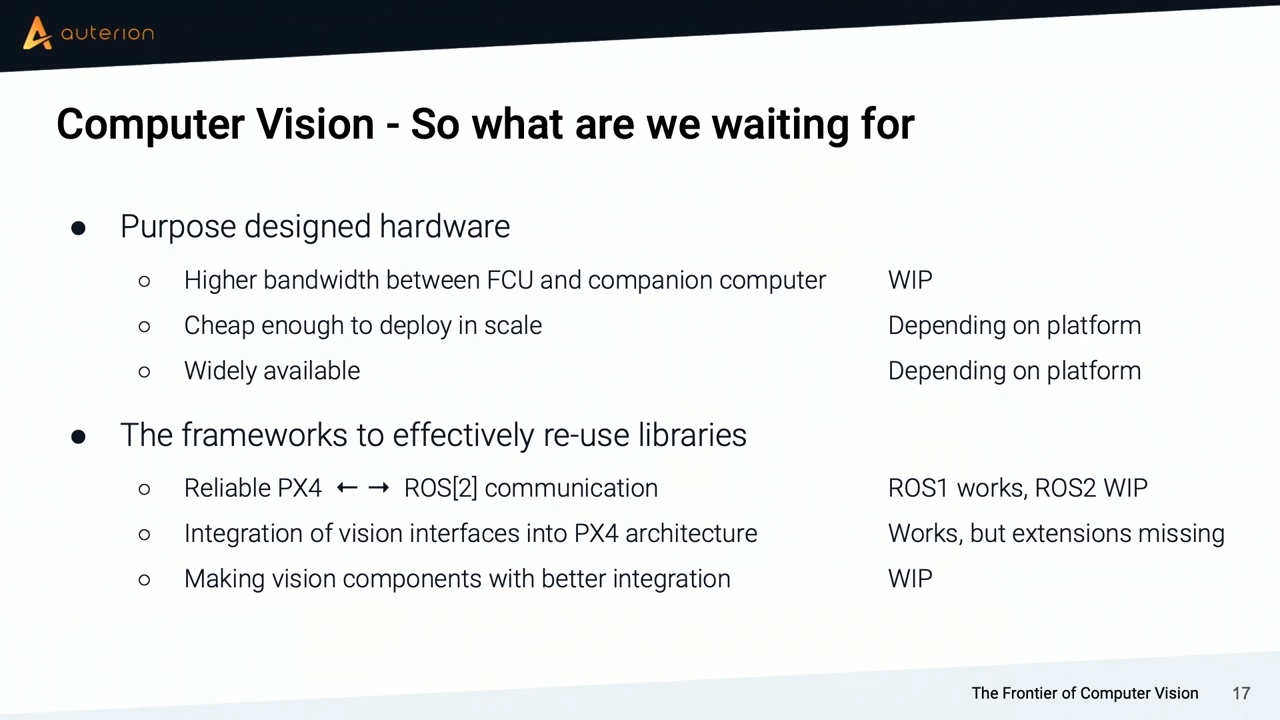 auterion
Computer Vision - So what are we waiting for
● Purpose designed hardware
○ Higher bandwidth between FCU and companion computer WIP
○ Cheap enough to deploy in scale Depending on platform
○ Widely available Depending on platform
● The frameworks to effectively re-use libraries
○ Reliable PX4 ← → ROS[2] communication ROS1 works, ROS2 WIP
○ Integration of vision interfaces into PX4 architecture Works, but extensions missing
○ Making vision components with better integration WIP
The Frontier of Computer Vision 17